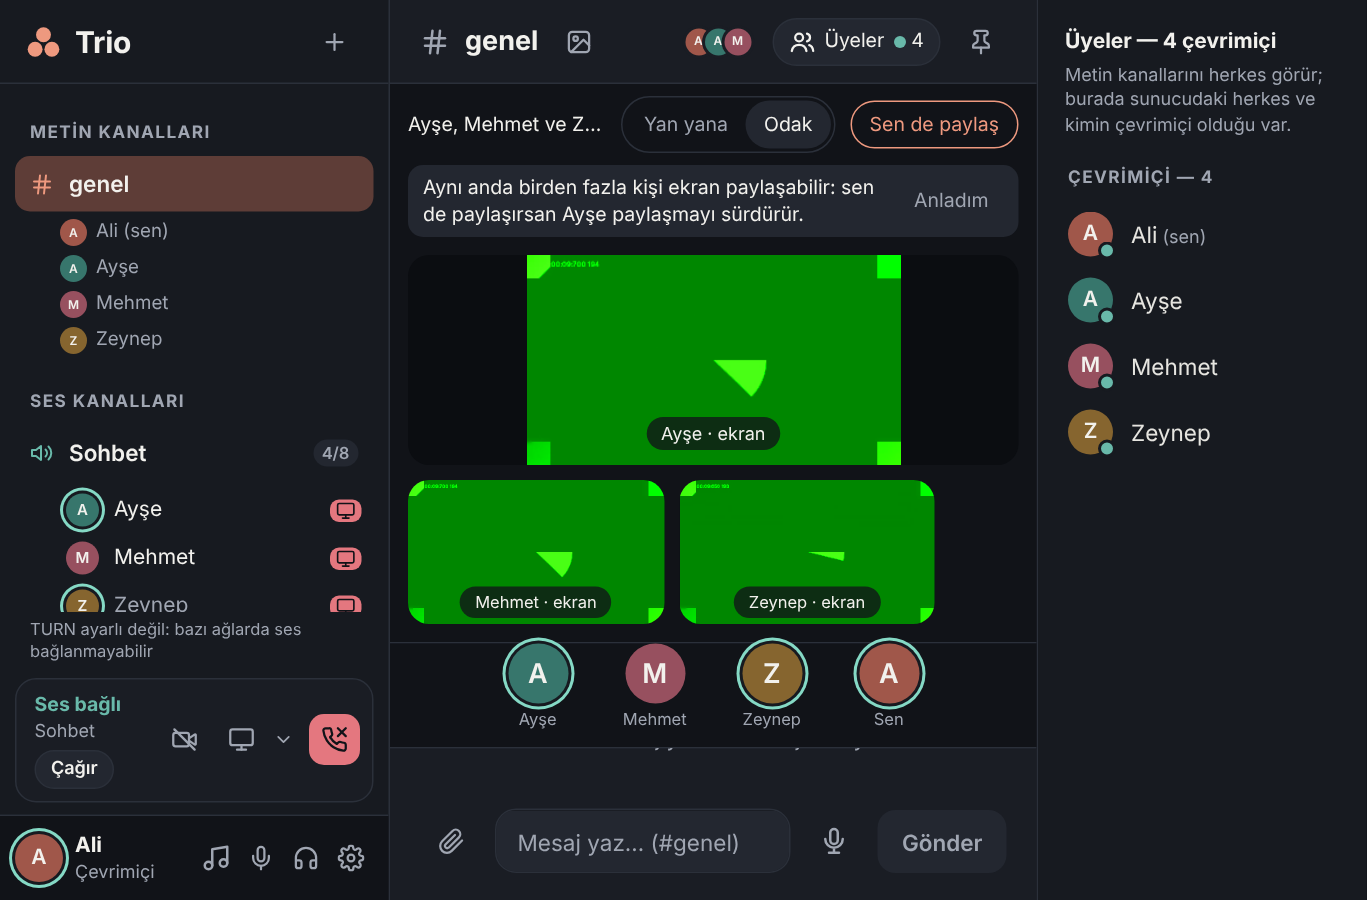 Trio
METİN KANALLARI
genel
A Ali (sen)
A Ayşe
M Mehmet
Z Zeynep
SES KANALLARI
Sohbet 4/8
A Ayşe
M Mehmet
Z Zeynep
TURN ayarlı değil: bazı ağlarda ses
bağlanmayabilir
Ses bağlı
Sohbet
Çağır
A Ali
Çevrimiçi
# genel
A A M
Üyeler 4
Ayşe, Mehmet ve Z...
Yan yana
Odak
Sen de paylaş
Aynı anda birden fazla kişi ekran paylaşabilir: sen
de paylaşırsan Ayşe paylaşmayı sürdürür.
Anladım
00:09:700 194
Ayşe · ekran
Mehmet · ekran
Zeynep · ekran
A M Z A
Ayşe Mehmet Zeynep Sen
Mesaj yaz... (#genel)
Gönder
Üyeler — 4 çevrimiçi
Metin kanallarını herkes görür;
burada sunucudaki herkes ve
kimin çevrimiçi olduğu var.
ÇEVRİMİÇİ — 4
A Ali (sen)
A Ayşe
M Mehmet
Z Zeynep